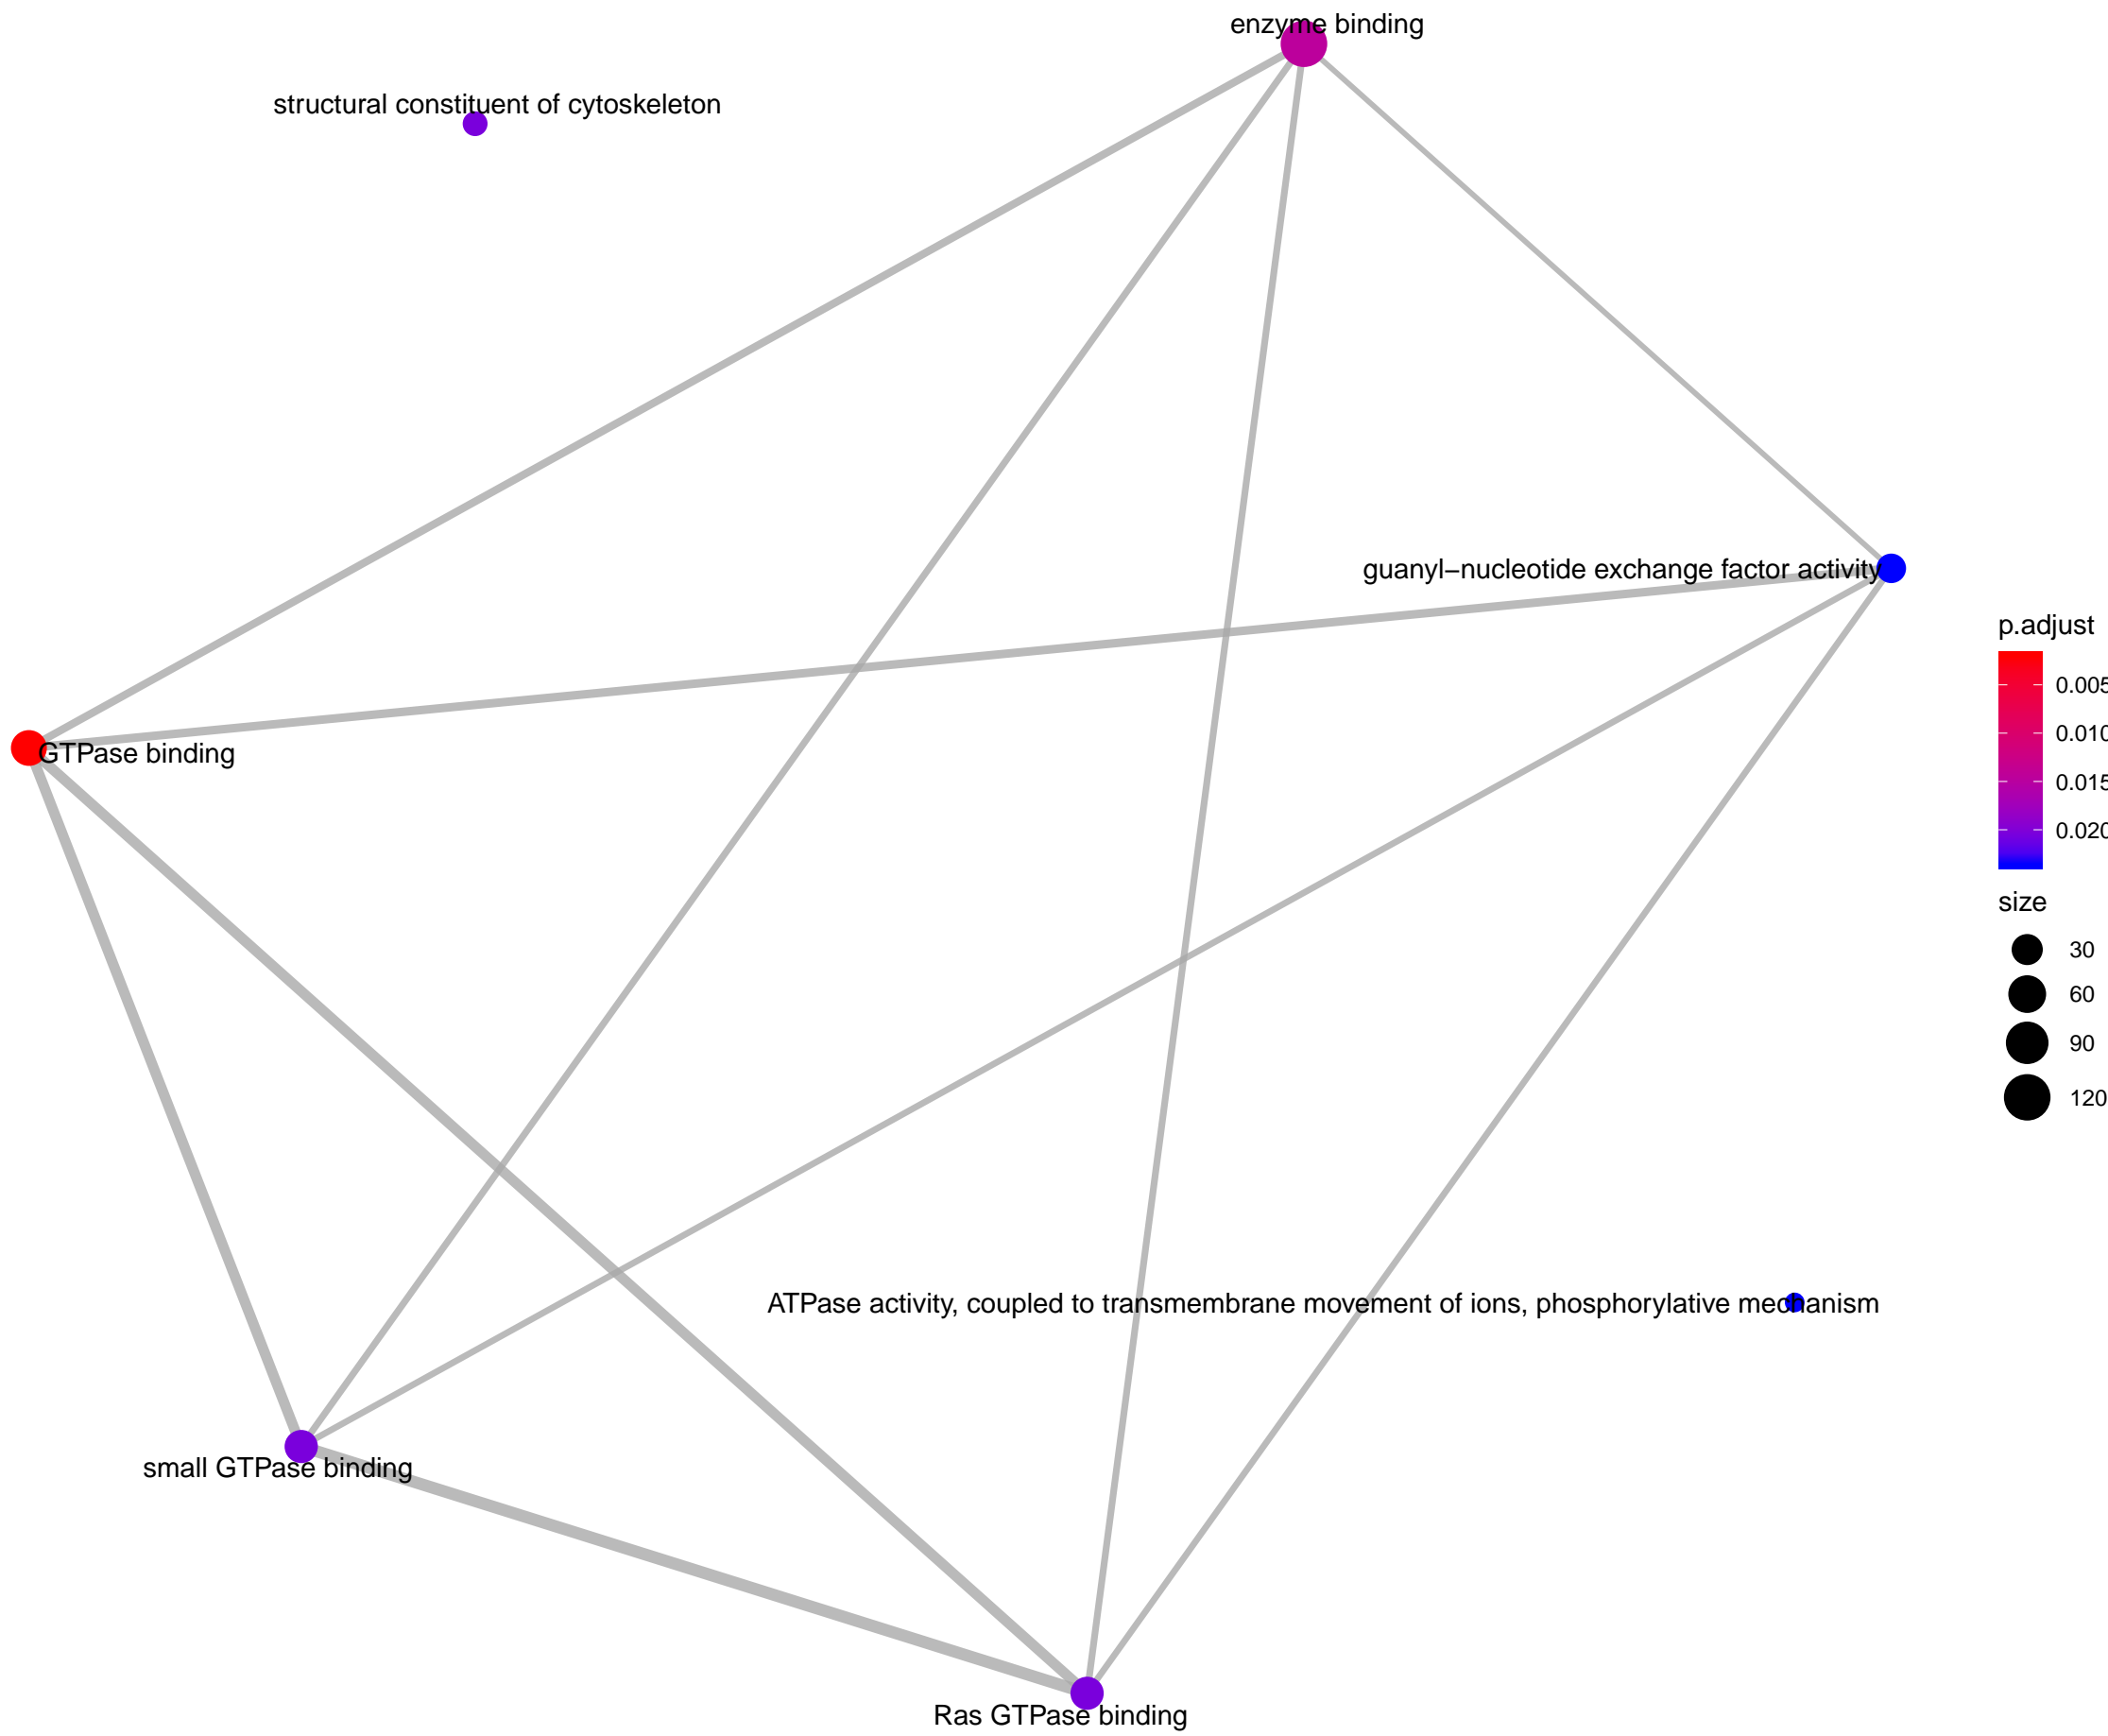 enzyme binding
structural constituent of cytoskeleton
guanyl−nucleotide exchange factor activity
GTPase binding
ATPase activity, coupled to transmembrane movement of ions, phosphorylative mechanism
small GTPase binding
Ras GTPase binding
p.adjust
0.005
0.010
0.015
0.020
size
30
60
90
120